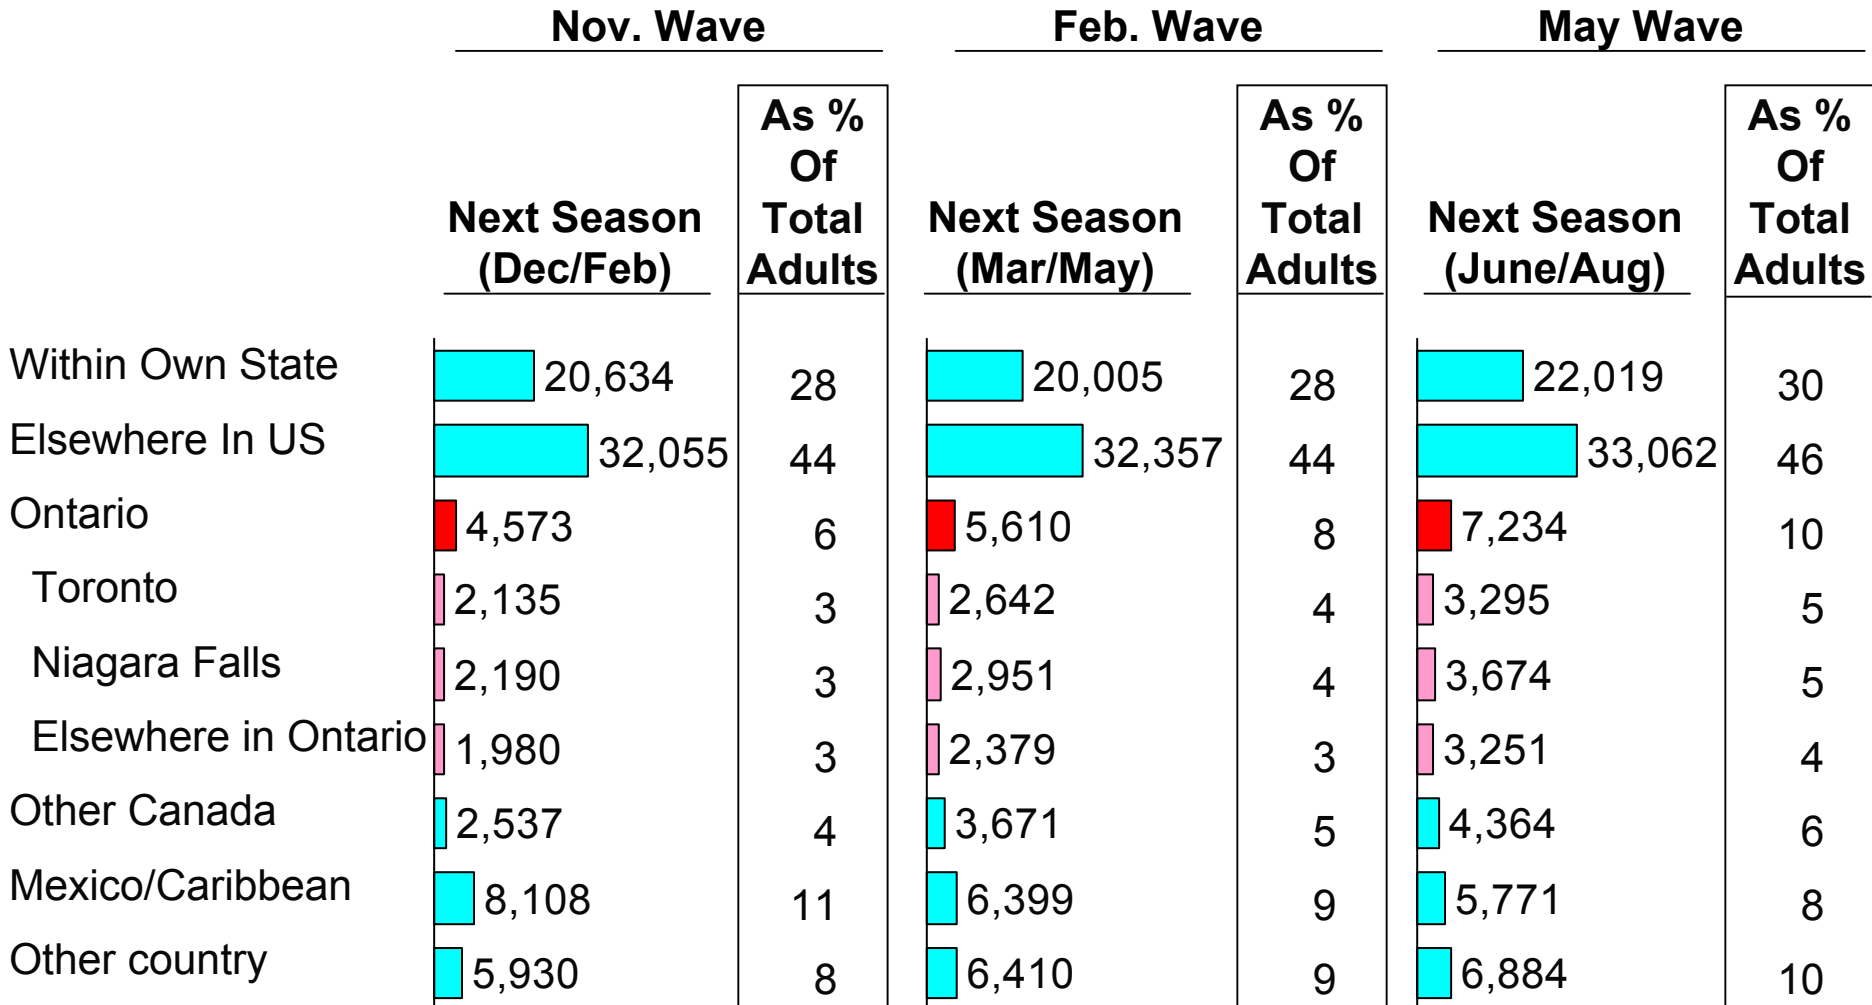 Nov. Wave Feb. Wave May Wave
As % As % As %
Of Of Of
Next Season Total Next Season Total Next Season Total
(Dec/Feb) Adults (Mar/May) Adults (June/Aug) Adults
Within Own State 20,634 28 20,005 28 22,019 30
Elsewhere In US 32,055 44 32,357 44 33,062 46
Ontario 4,573 6 5,610 8 7,234 10
Toronto 2,135 3 2,642 4 3,295 5
Niagara Falls 2,190 3 2,951 4 3,674 5
Elsewhere in Ontario 1,980 3 2,379 3 3,251 4
Other Canada 2,537 4 3,671 5 4,364 6
Mexico/Caribbean 8,108 11 6,399 9 5,771 8
Other country 5,930 8 6,410 9 6,884 10